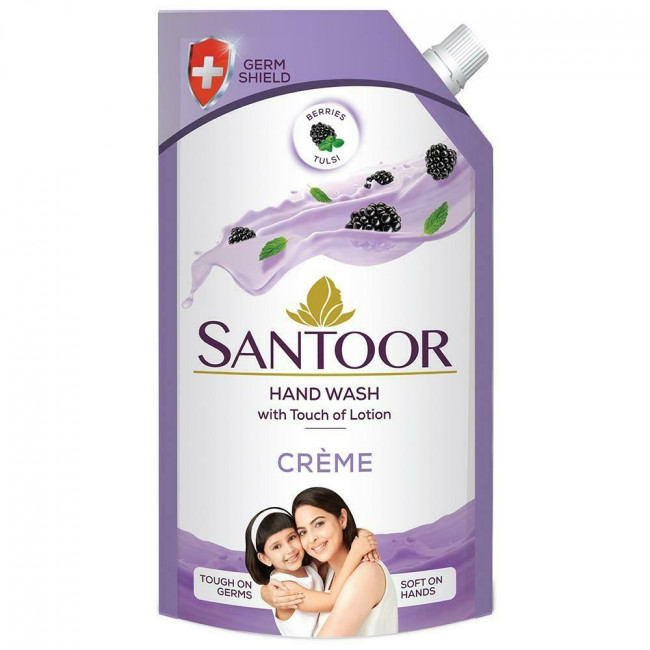 GERM
SHIELD
BERRIES
TULSI
SANTOOR
HAND WASH
with Touch of Lotion
CRÈME
TOUGH ON
GERMS
SOFT ON
HANDS